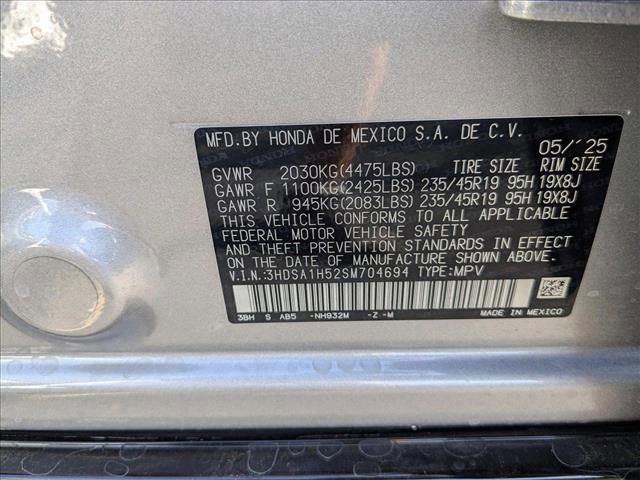 MFD.BY HONDA DE MEXICO S.A. DE C.V. 05/'25
GVWR 2030KG(4475LBS) TIRE SIZE RIM SIZE
GAWR F 1100KG(2425LBS) 235/45R19 95H 19X8J
GAWR R 945KG(2083LBS) 235/45R19 95H 19X8J
THIS VEHICLE CONFORMS TO ALL APPLICABLE
FEDERAL MOTOR VEHICLE SAFETY
AND THEFT PREVENTION STANDARDS IN EFFECT
ON THE DATE OF MANUFACTURE SHOWN ABOVE.
V.I.N.:3HDSA1H52SM704694 TYPE:MPV
3BH S AB5 -NH932M -Z -M MADE IN MEXICO